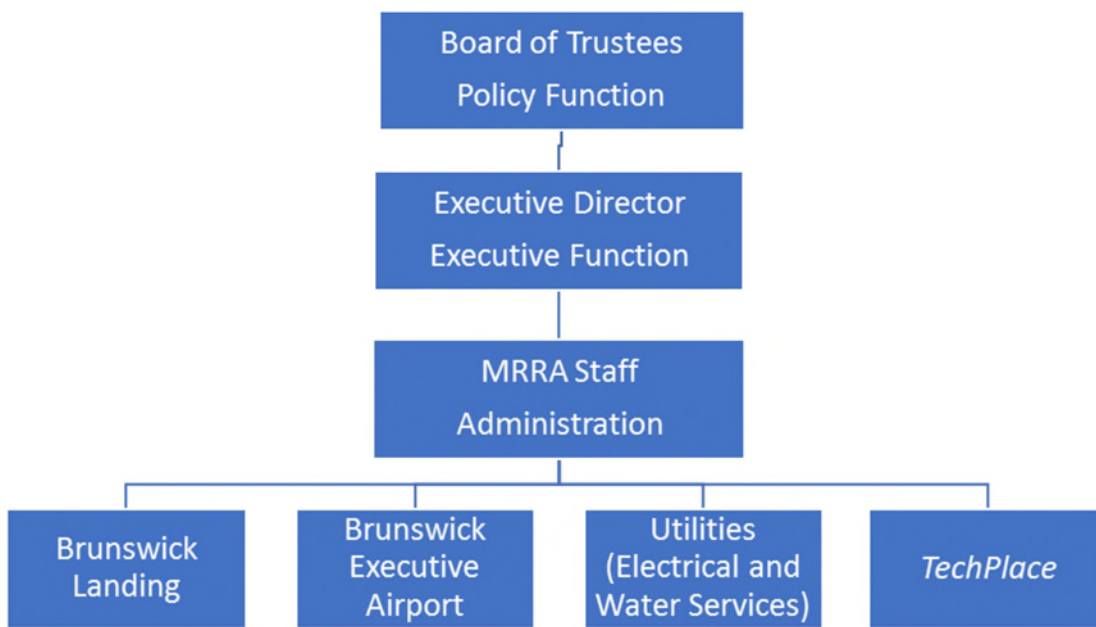 Board of Trustees
Policy Function
Executive Director
Executive Function
MRRA Staff
Administration
Brunswick
Landing
Brunswick
Executive
Airport
Utilities
(Electrical and
Water Services)
TechPlace